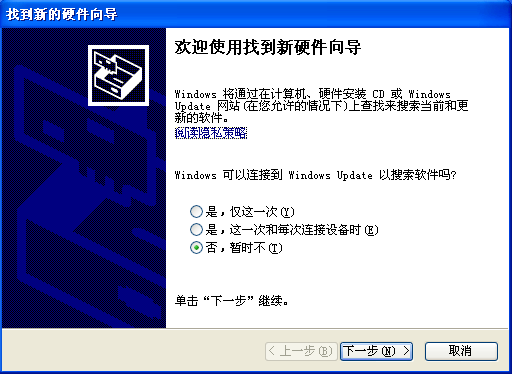 找到新的硬件向导
欢迎使用找到新硬件向导
Windows 将通过在计算机、硬件安装 CD 或 Windows
Update 网站(在您允许的情况下)上查找来搜索当前和更
新的软件。
阅读隐私策略
Windows 可以连接到 Windows Update 以搜索软件吗?
是，仅这一次(Y)
是，这一次和每次连接设备时(E)
否，暂时不(T)
单击“下一步”继续。
< 上一步(B)
下一步(N) >
取消